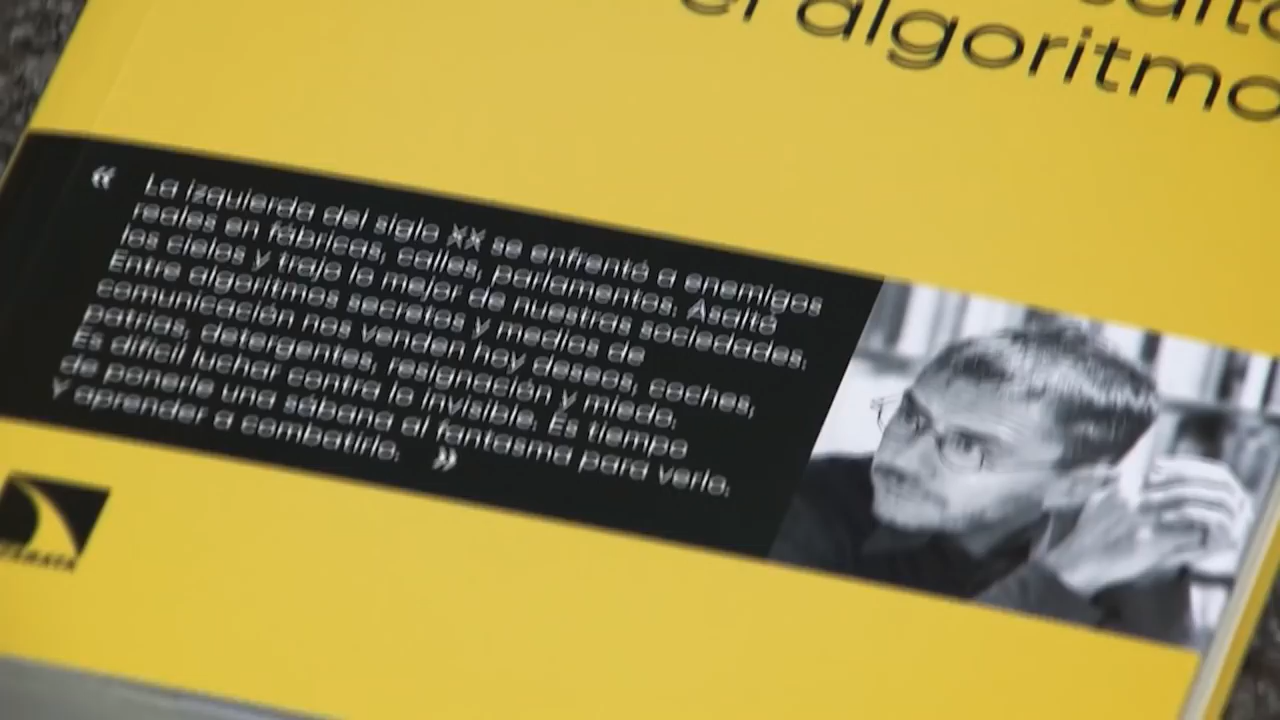 el algoritmo
« La izquierda del siglo XX se enfrentó a enemigos
reales en fábricas, calles, parlamentos. Asaltó
los cielos y trajo lo mejor de nuestras sociedades.
Entre algoritmos secretos y medios de
comunicación nos venden hoy deseos, coches,
patrias, detergentes, resignación y miedo.
Es difícil luchar contra lo invisible. Es tiempo
de ponerle una sábana al fantasma para verlo.
Y aprender a combatirlo. »